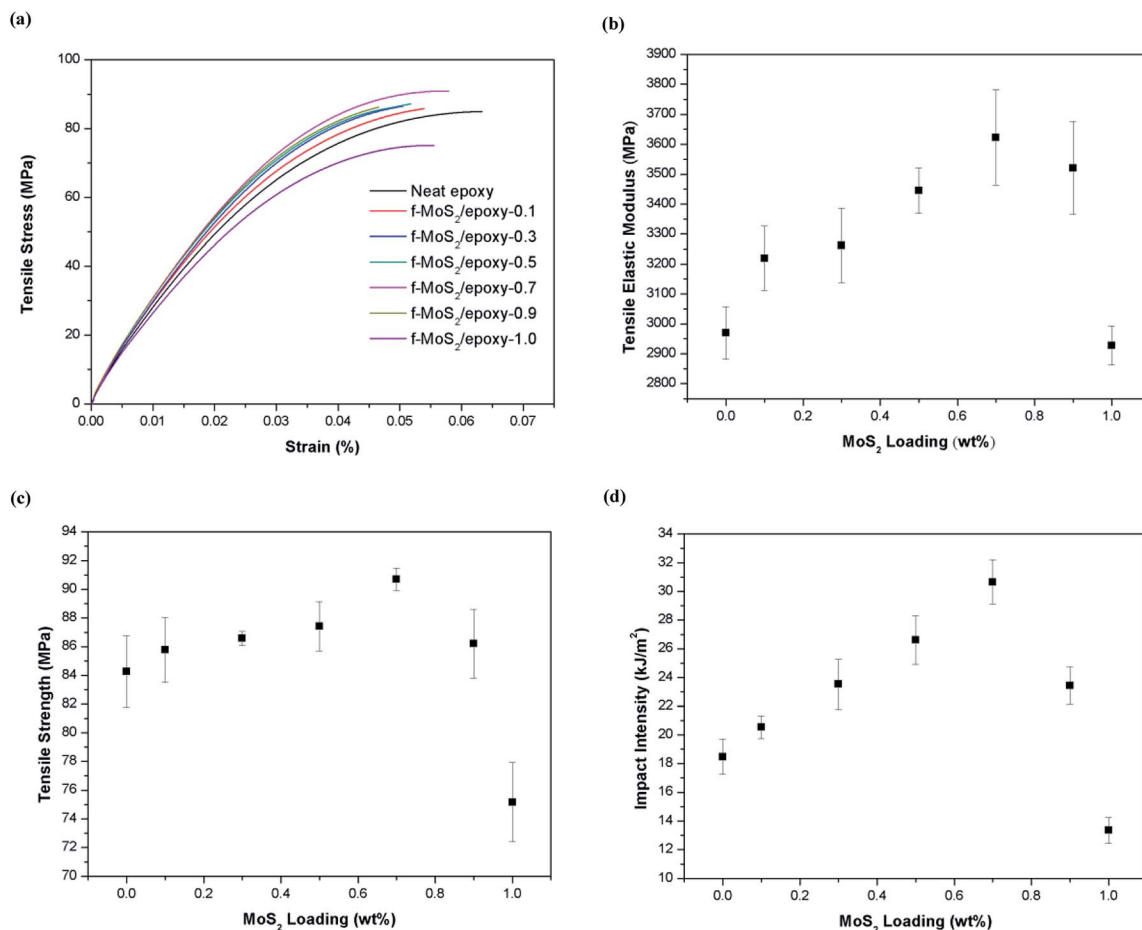 (a)
100
80
60
40
20
0
Tensile Stress (MPa)
Neat epoxy
f-MoS2/epoxy-0.1
f-MoS2/epoxy-0.3
f-MoS2/epoxy-0.5
f-MoS2/epoxy-0.7
f-MoS2/epoxy-0.9
f-MoS2/epoxy-1.0
0.00 0.01 0.02 0.03 0.04 0.05 0.06 0.07
Strain (%)
(b)
3900
3800
3700
3600
3500
3400
3300
3200
3100
3000
2900
2800
Tensile Elastic Modulus (MPa)
0.0 0.2 0.4 0.6 0.8 1.0
MoS2 Loading (wt%)
(c)
94
92
90
88
86
84
82
80
78
76
74
72
70
Tensile Strength (MPa)
0.0 0.2 0.4 0.6 0.8 1.0
MoS2 Loading (wt%)
(d)
34
32
30
28
26
24
22
20
18
16
14
12
10
Impact Intensity (kJ/m²)
0.0 0.2 0.4 0.6 0.8 1.0
MoS2 Loading (wt%)